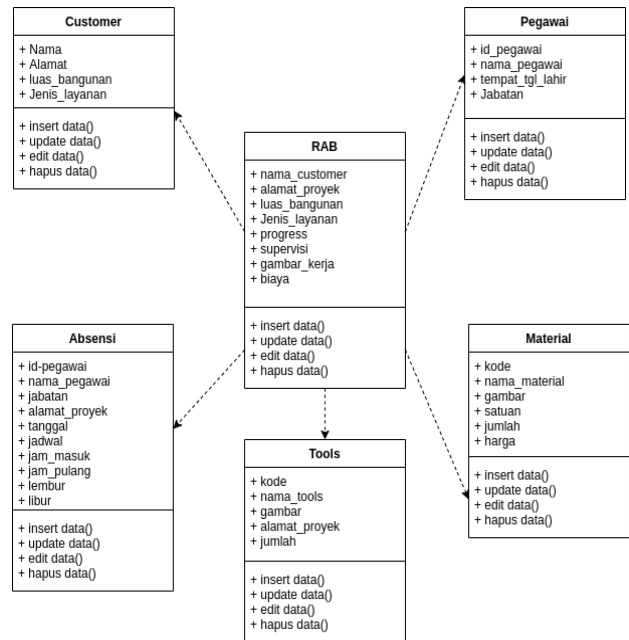 Customer
+ Nama
+ Alamat
+ luas_bangunan
+ Jenis_layanan
+ insert data()
+ update data()
+ edit data()
+ hapus data()
Pegawai
+ id_pegawai
+ nama_pegawai
+ tempat_tgl_lahir
+ Jabatan
+ insert data()
+ update data()
+ edit data()
+ hapus data()
RAB
+ nama_customer
+ alamat_proyek
+ luas_bangunan
+ Jenis_layanan
+ progress
+ supervisi
+ gambar_kerja
+ biaya
+ insert data()
+ update data()
+ edit data()
+ hapus data()
Absensi
+ id-pegawai
+ nama_pegawai
+ jabatan
+ alamat_proyek
+ tanggal
+ jadwal
+ jam_masuk
+ jam_pulang
+ lembur
+ libur
+ insert data()
+ update data()
+ edit data()
+ hapus data()
Material
+ kode
+ nama_material
+ gambar
+ satuan
+ jumlah
+ harga
+ insert data()
+ update data()
+ edit data()
+ hapus data()
Tools
+ kode
+ nama_tools
+ gambar
+ alamat_proyek
+ jumlah
+ insert data()
+ update data()
+ edit data()
+ hapus data()